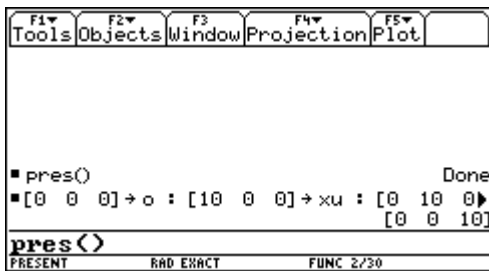 F1▼ F2▼ F3 F4▼ F5▼
Tools Objects Window Projection Plot
■ pres() Done
■ [0 0 0] → o : [10 0 0] → xu : [0 10 0▶
[0 0 10]
pres()
PRESENT RAD EXACT FUNC 2/30